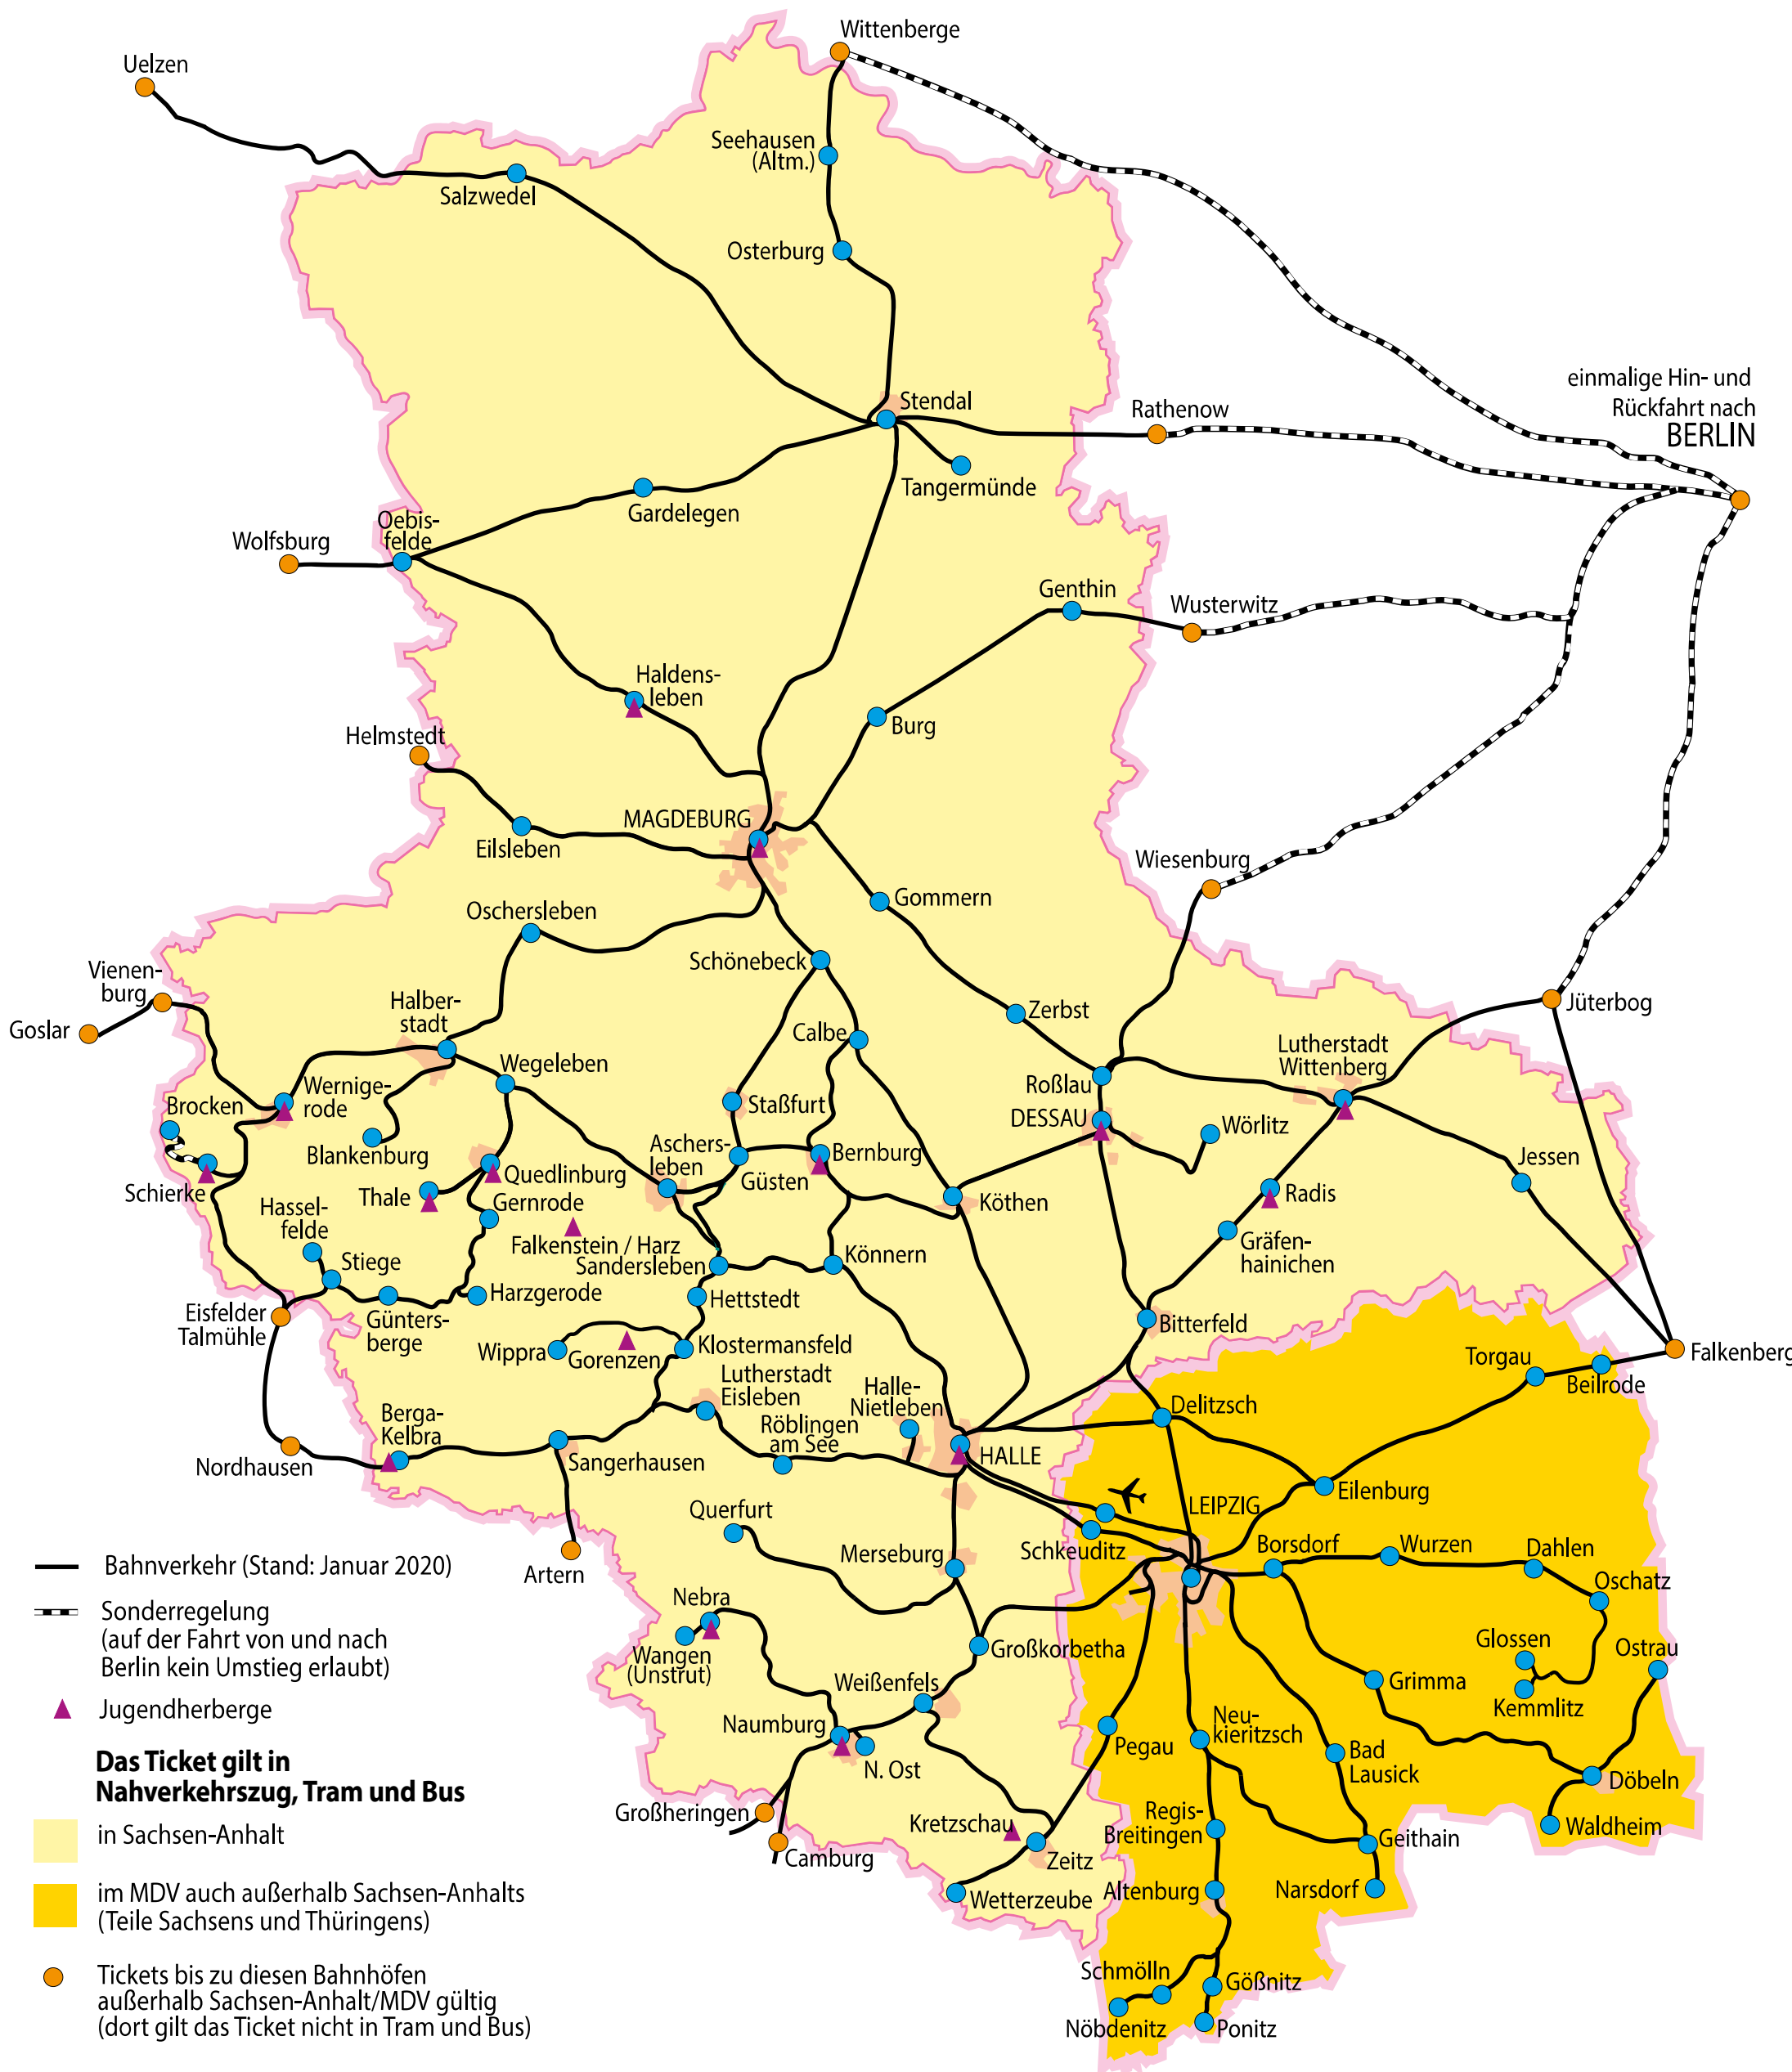 Wittenberge
Uelzen
Seehausen
(Altm.)
Salzwedel
Osterburg
einmalige Hin- und
Rückfahrt nach
BERLIN
Stendal
Rathenow
Tangermünde
Gardelegen
Oebis-
felde
Wolfsburg
Genthin
Wusterwitz
Haldens-
leben
Burg
Helmstedt
MAGDEBURG
Eilsleben
Wiesenburg
Gommern
Oschersleben
Schönebeck
Vienen-
burg
Goslar
Halber-
stadt
Zerbst
Jüterbog
Calbe
Lutherstadt
Wittenberg
Wegeleben
Roßlau
Wernige-
rode
Brocken
Staßfurt
DESSAU
Wörlitz
Blankenburg
Aschers-
leben
Bernburg
Jessen
Schierke
Thale
Quedlinburg
Güsten
Köthen
Radis
Gernrode
Hassel-
felde
Falkenstein / Harz
Sandersleben
Könnern
Gräfen-
hainichen
Stiege
Harzgerode
Hettstedt
Eisfelder
Talmühle
Günters-
berge
Bitterfeld
Wippra
Gorenzen
Klostermansfeld
Torgau
Beilrode
Falkenberg
Lutherstadt
Eisleben
Halle-
Nietleben
Delitzsch
Berga-
Kelbra
Röblingen
am See
HALLE
Nordhausen
Sangerhausen
Eilenburg
LEIPZIG
Querfurt
Schkeuditz
Borsdorf
Wurzen
Dahlen
Merseburg
Artern
Oschatz
Nebra
Glossen
Ostrau
Wangen
(Unstrut)
Großkorbetha
Grimma
Kemmlitz
Weißenfels
Naumburg
N. Ost
Pegau
Neu-
kieritzsch
Bad
Lausick
Döbeln
Großheringen
Kretzschau
Regis-
Breitingen
Geithain
Waldheim
Camburg
Zeitz
Wetterzeube
Altenburg
Narsdorf
Schmölln
Gößnitz
Nöbdenitz
Ponitz
Bahnverkehr (Stand: Januar 2020)
Sonderregelung
(auf der Fahrt von und nach
Berlin kein Umstieg erlaubt)
Jugendherberge
Das Ticket gilt in
Nahverkehrszug, Tram und Bus
in Sachsen-Anhalt
im MDV auch außerhalb Sachsen-Anhalts
(Teile Sachsens und Thüringens)
Tickets bis zu diesen Bahnhöfen
außerhalb Sachsen-Anhalt/MDV gültig
(dort gilt das Ticket nicht in Tram und Bus)